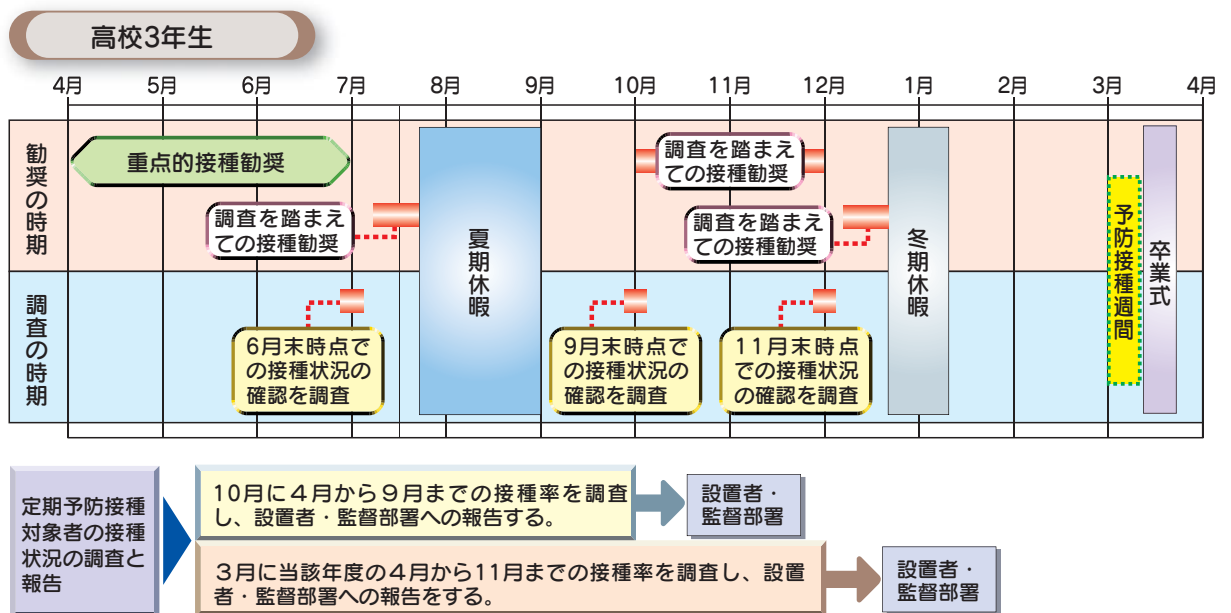 高校3年生
4月 5月 6月 7月 8月 9月 10月 11月 12月 1月 2月 3月 4月
勧奨の時期
重点的接種勧奨
調査を踏まえ
ての接種勧奨
調査を踏まえ
ての接種勧奨
調査を踏まえ
ての接種勧奨
夏期休暇
冬期休暇
予防接種週間
卒業式
調査の時期
6月末時点で
の接種状況の
確認を調査
9月末時点で
の接種状況の
確認を調査
11月末時点
での接種状況
の確認を調査
定期予防接種
対象者の接種
状況の調査と
報告
10月に4月から9月までの接種率を調査
し、設置者・監督部署への報告する。
設置者・
監督部署
3月に当該年度の4月から11月までの接種率を調査し、設置
者・監督部署への報告をする。
設置者・
監督部署